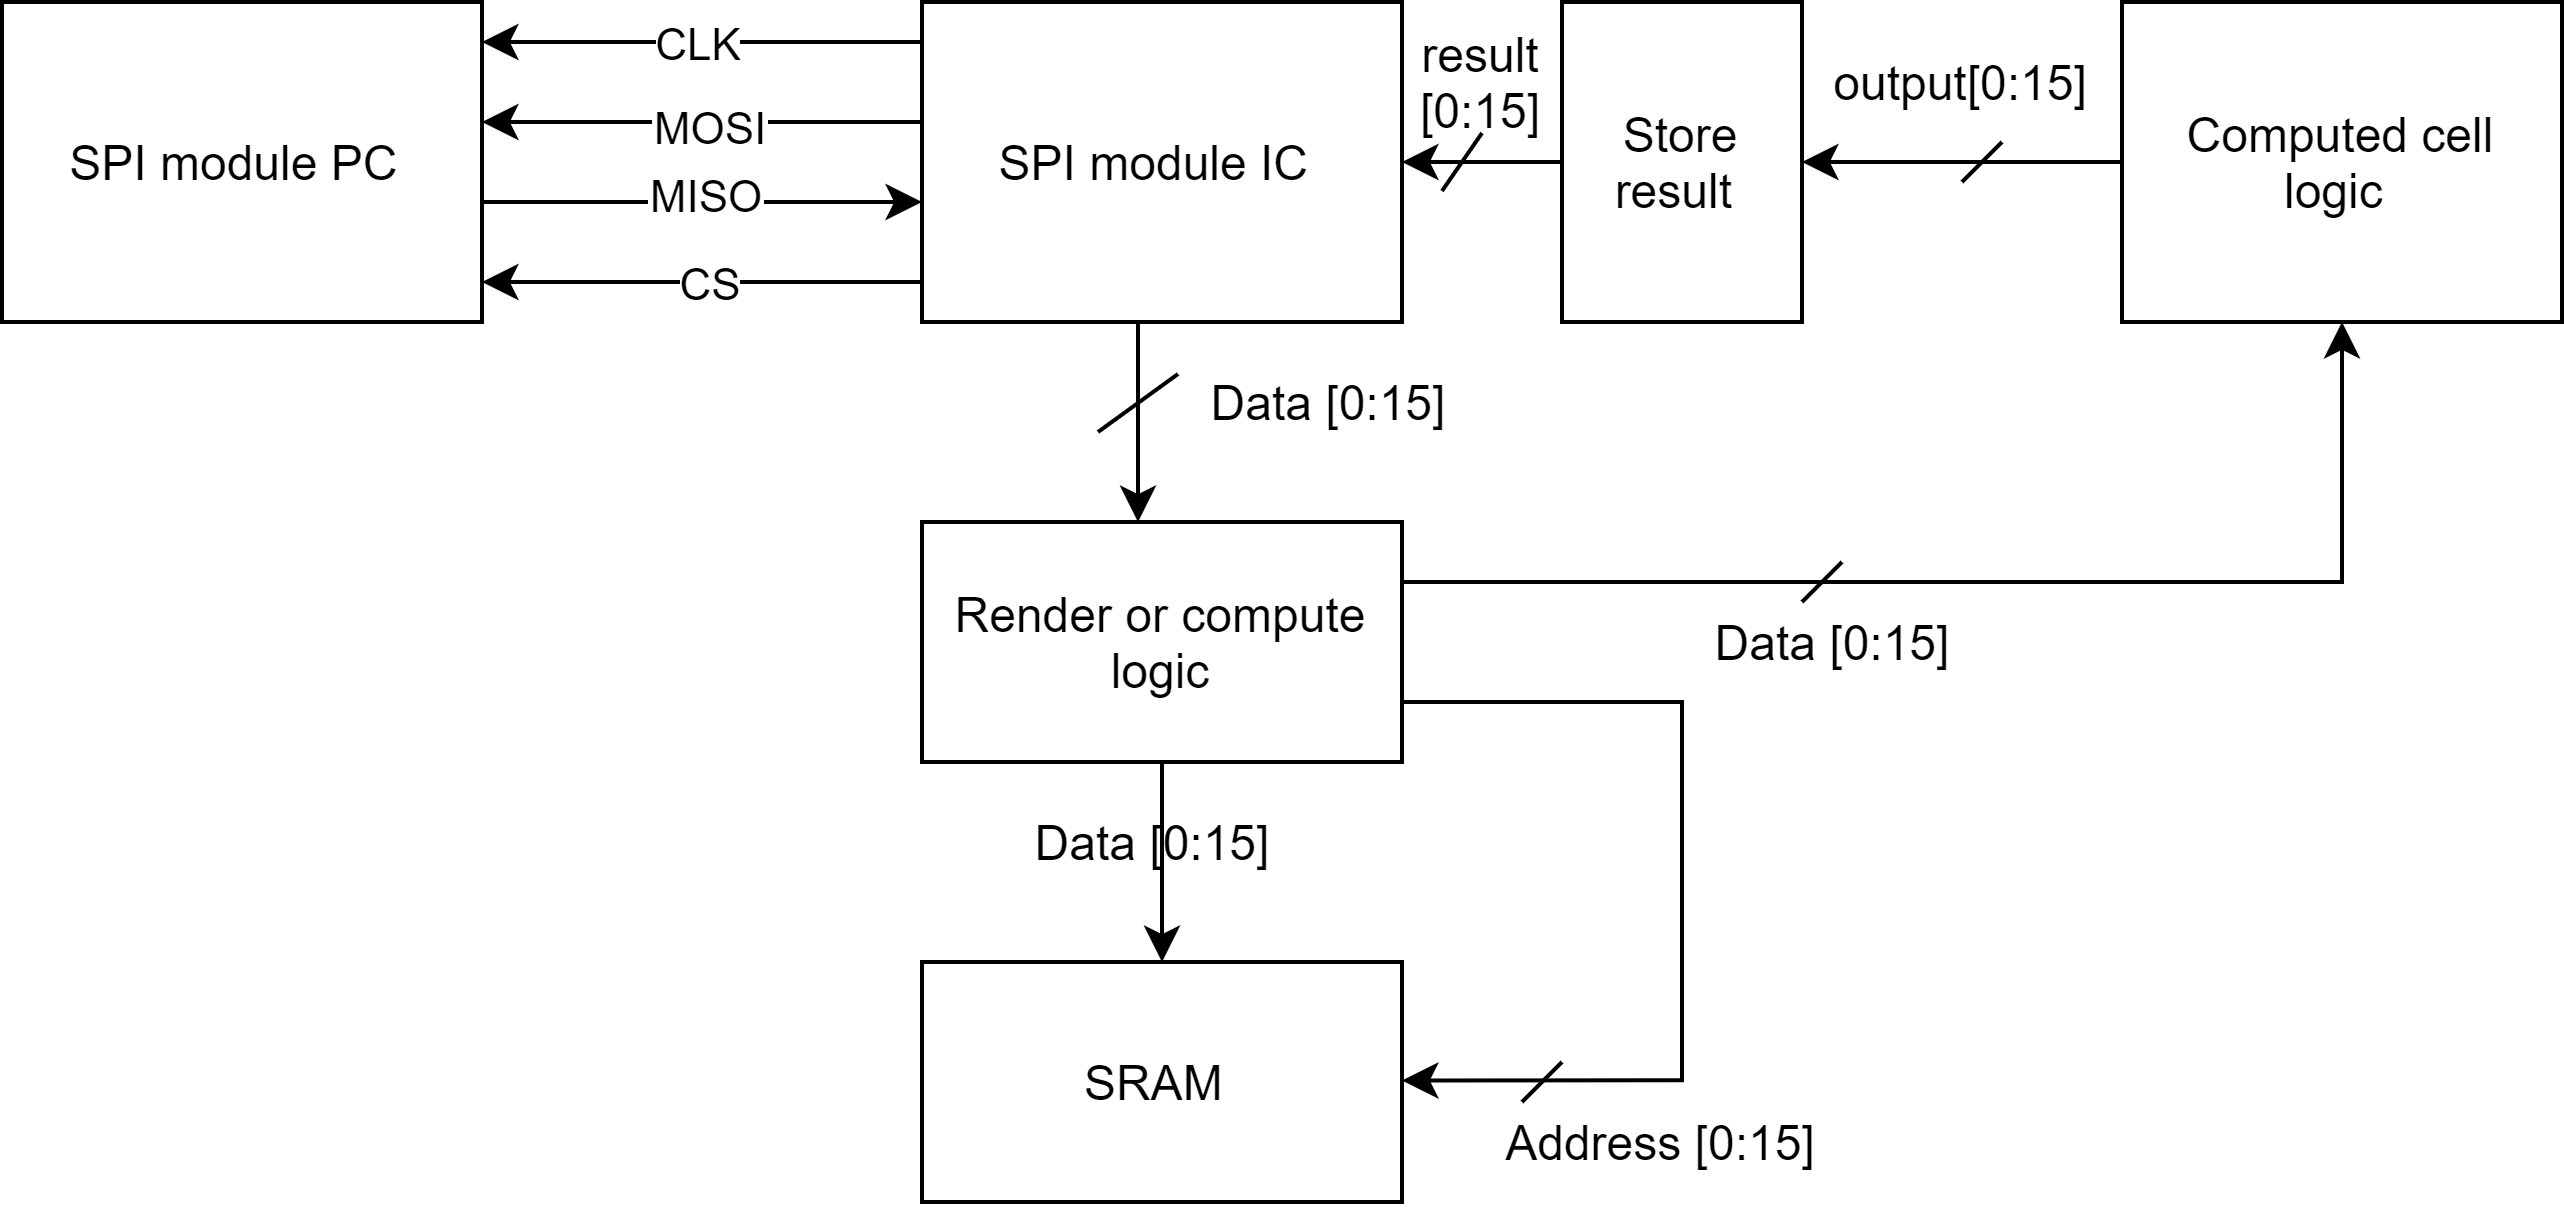 SPI module PC
CLK
MOSI
MISO
CS
SPI module IC
result
[0:15]
Store
result
output[0:15]
Computed cell
logic
Data [0:15]
Render or compute
logic
Data [0:15]
Data [0:15]
SRAM
Address [0:15]